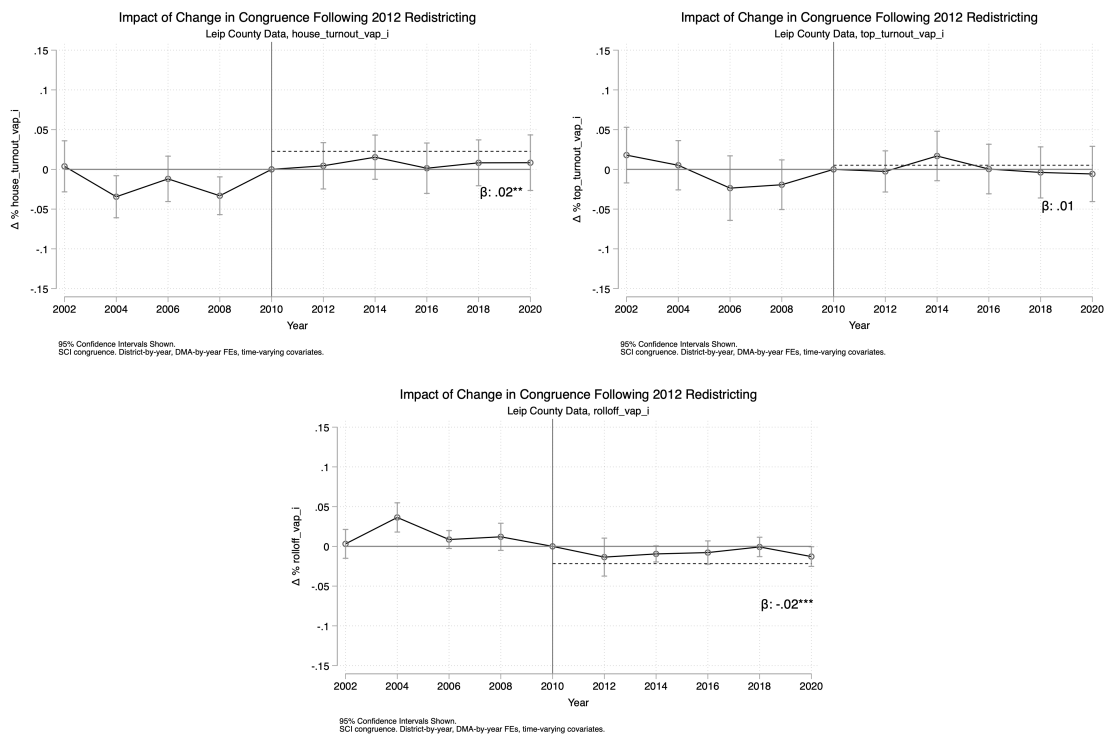 Impact of Change in Congruence Following 2012 Redistricting
Leip County Data, house_turnout_vap_i
Δ % house_turnout_vap_i
.15
.1
.05
0
-.05
-.1
-.15
β: .02**
2002 2004 2006 2008 2010 2012 2014 2016 2018 2020
Year
95% Confidence Intervals Shown.
SCI congruence. District-by-year, DMA-by-year FEs, time-varying covariates.
Impact of Change in Congruence Following 2012 Redistricting
Leip County Data, top_turnout_vap_i
Δ % top_turnout_vap_i
.15
.1
.05
0
-.05
-.1
-.15
β: .01
2002 2004 2006 2008 2010 2012 2014 2016 2018 2020
Year
95% Confidence Intervals Shown.
SCI congruence. District-by-year, DMA-by-year FEs, time-varying covariates.
Impact of Change in Congruence Following 2012 Redistricting
Leip County Data, rolloff_vap_i
Δ % rolloff_vap_i
.15
.1
.05
0
-.05
-.1
-.15
β: -.02***
2002 2004 2006 2008 2010 2012 2014 2016 2018 2020
Year
95% Confidence Intervals Shown.
SCI congruence. District-by-year, DMA-by-year FEs, time-varying covariates.